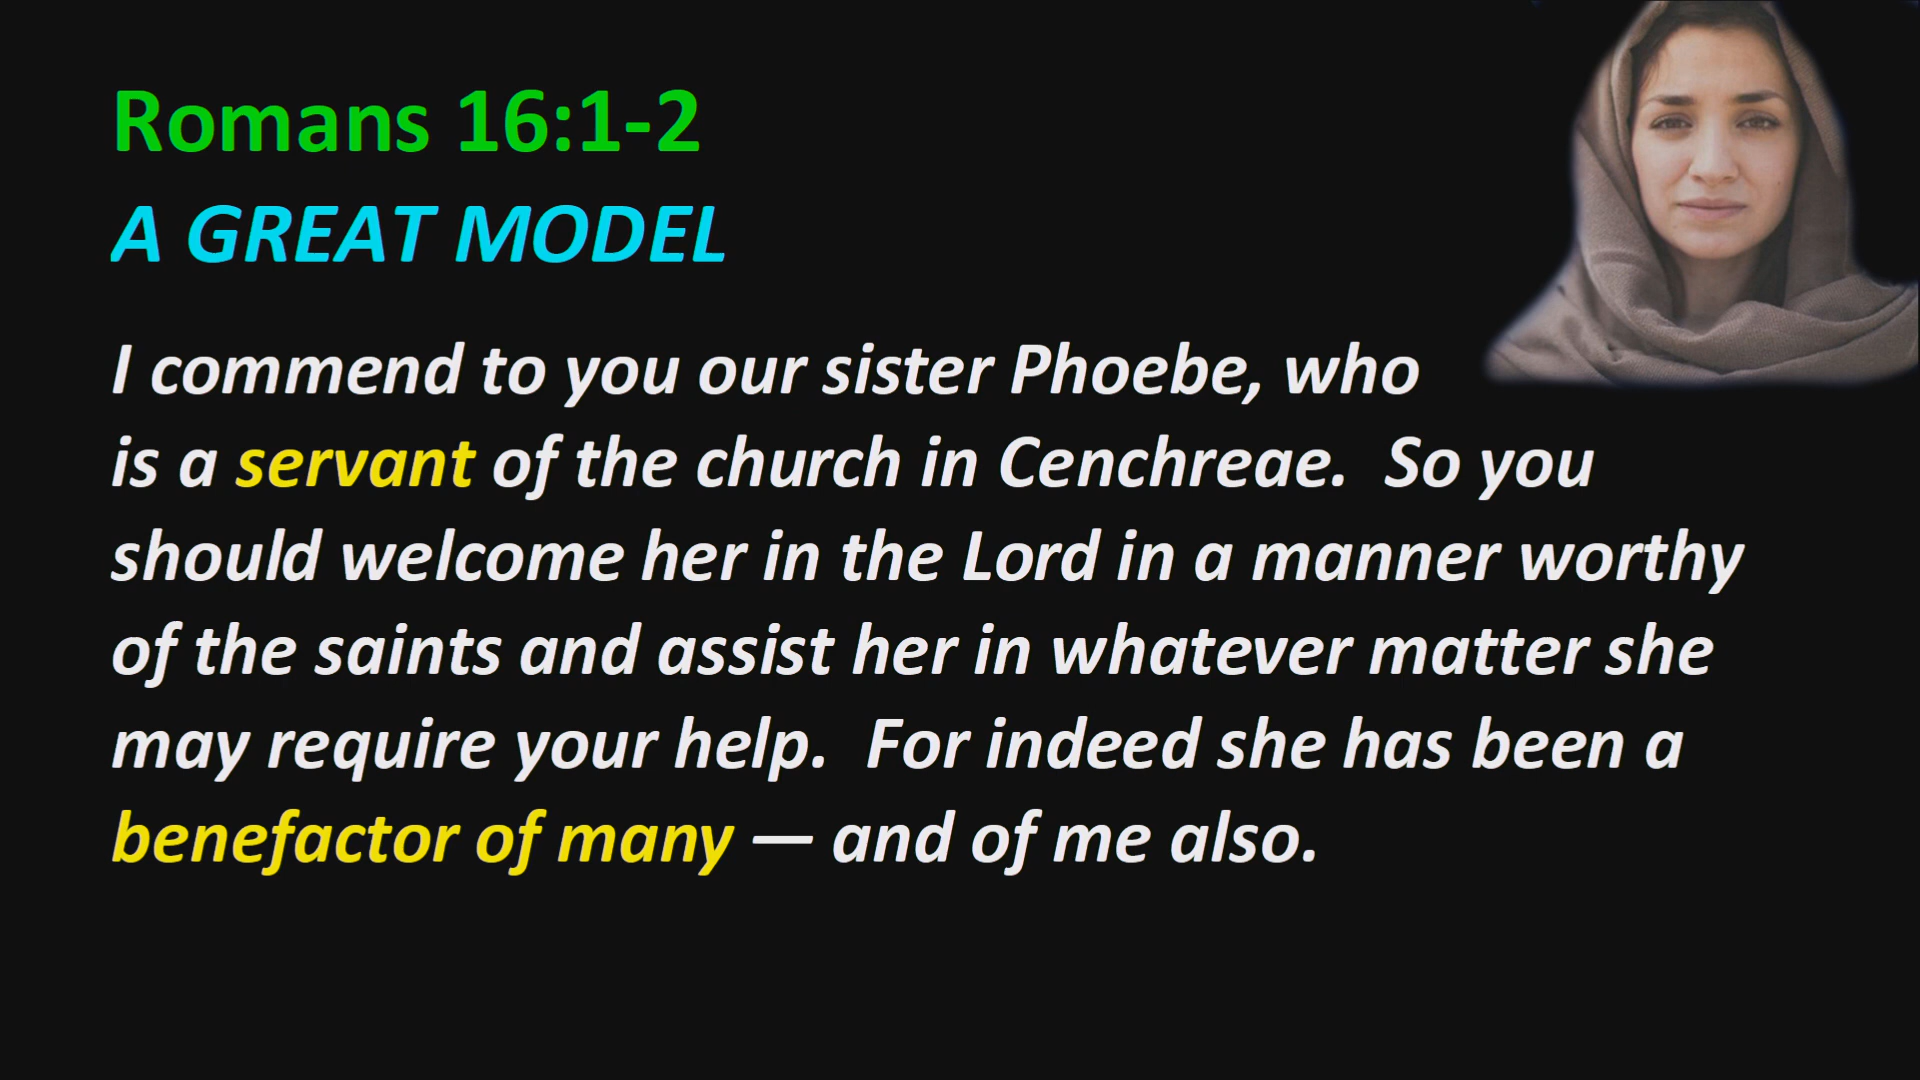 Romans 16:1-2
A GREAT MODEL
I commend to you our sister Phoebe, who
is a servant of the church in Cenchreae.  So you
should welcome her in the Lord in a manner worthy
of the saints and assist her in whatever matter she
may require your help.  For indeed she has been a
benefactor of many — and of me also.